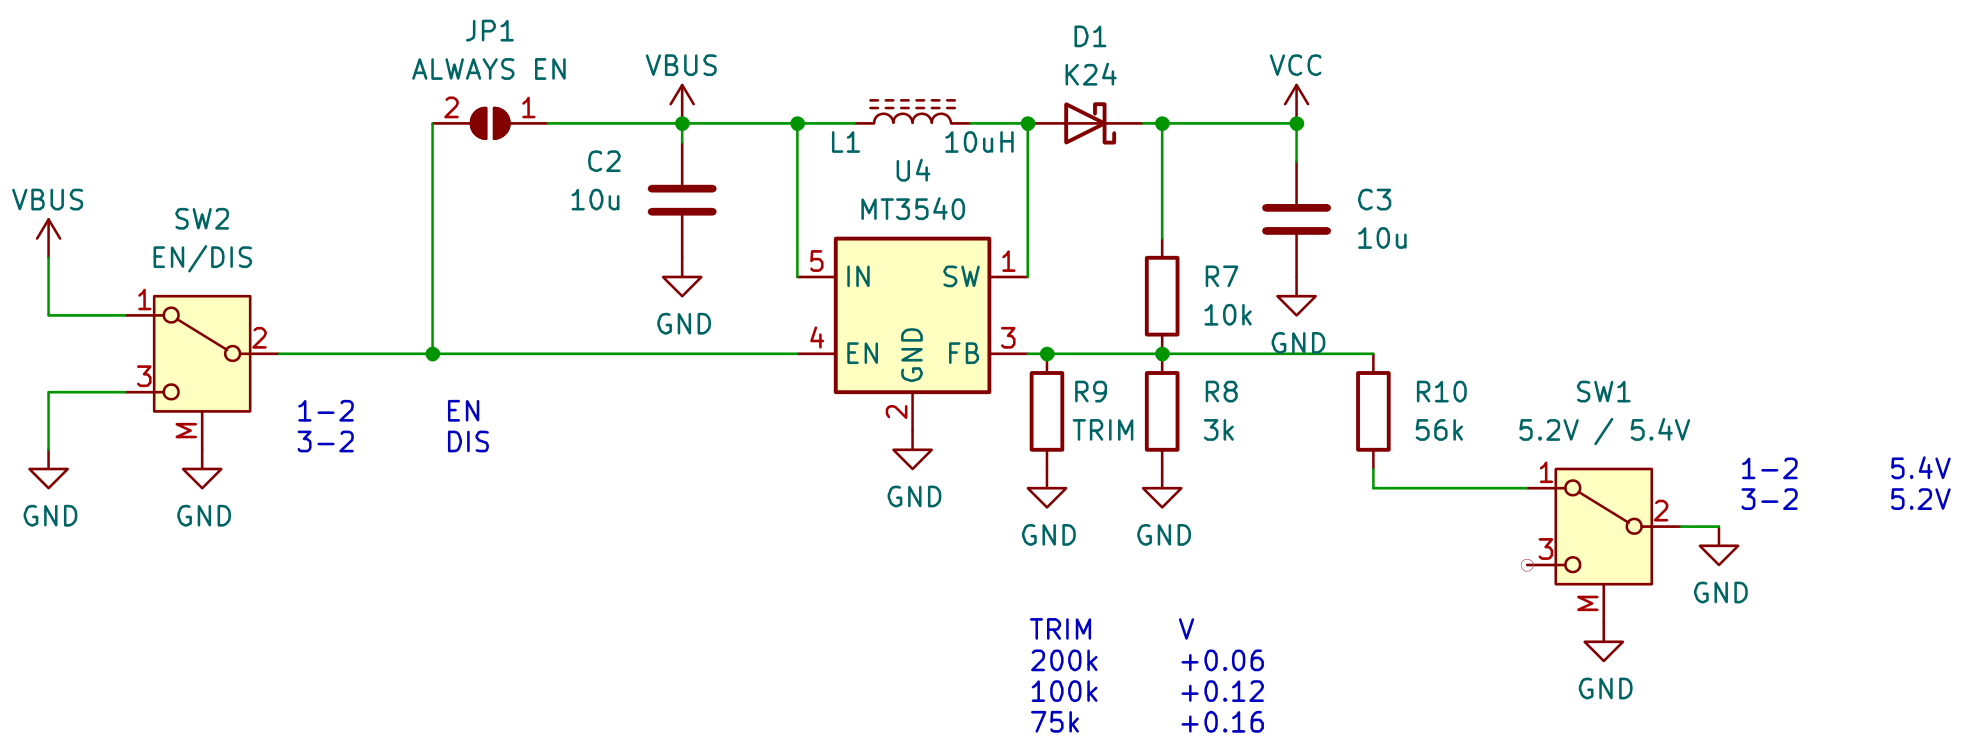 JP1
ALWAYS EN
2 1
VBUS
L1 10uH
D1
K24
VCC
C2
10u
GND
U4
MT3540
5 IN
SW 1
4 EN
FB 3
GND
2
GND
C3
10u
GND
R7
10k
VBUS
SW2
EN/DIS
1
2
3
M
GND
GND
1-2 EN
3-2 DIS
R9
TRIM
GND
R8
3k
GND
R10
56k
SW1
5.2V / 5.4V
1
2
3
M
GND
GND
1-2 5.4V
3-2 5.2V
TRIM V
200k +0.06
100k +0.12
75k +0.16